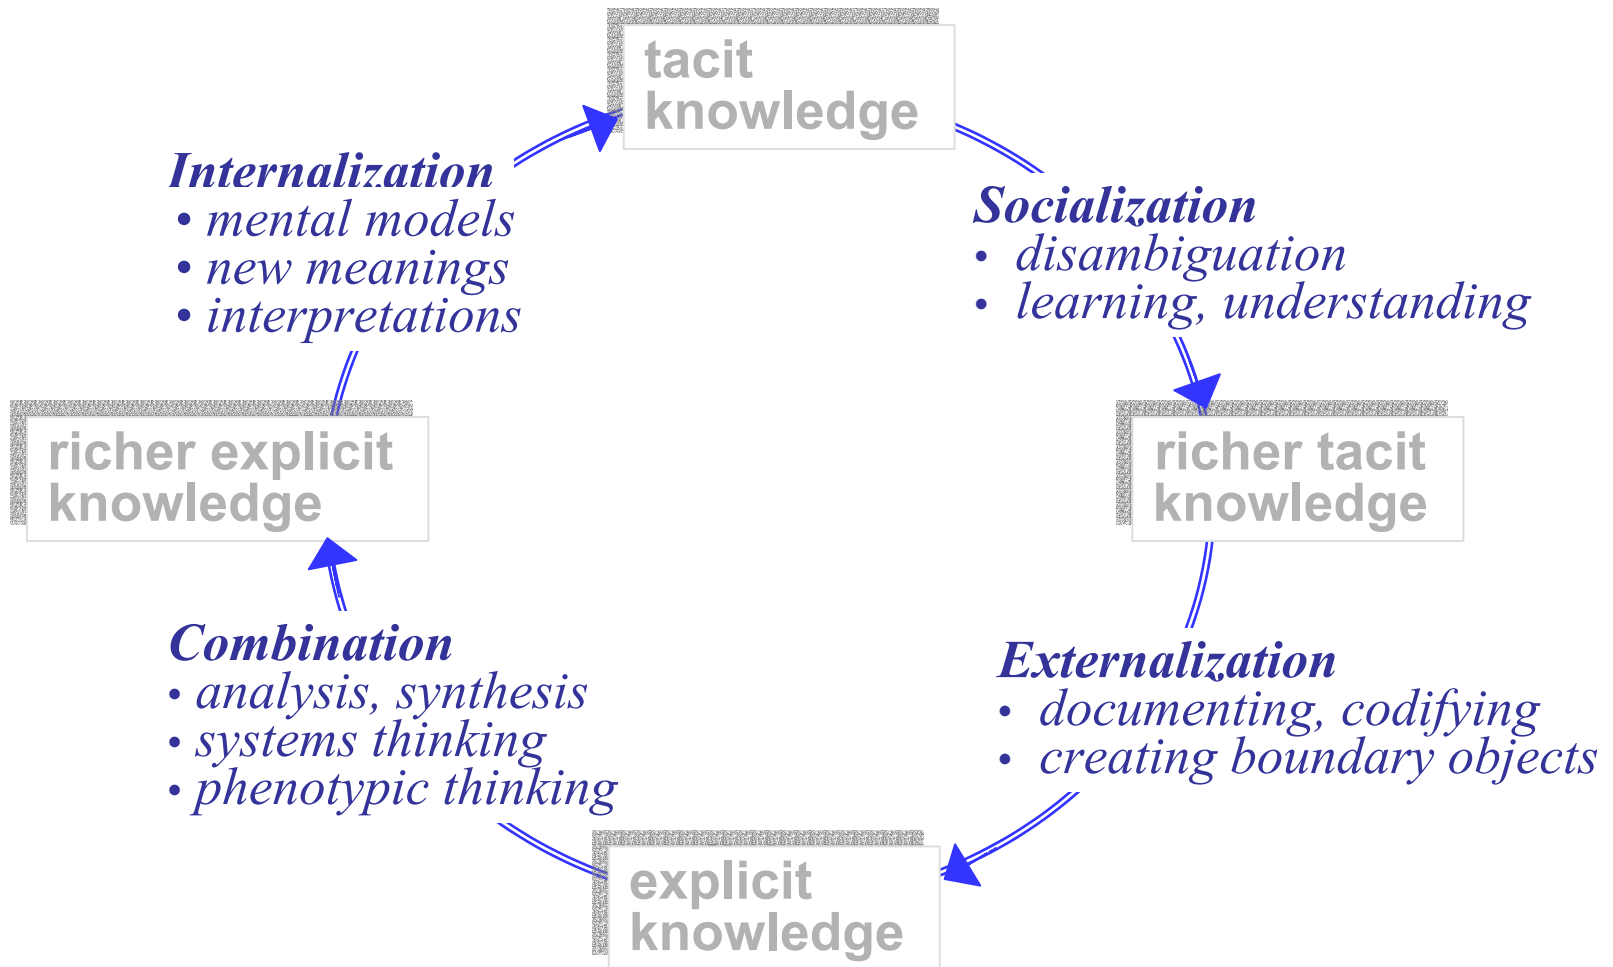 tacit
knowledge
Internalization
• mental models
• new meanings
• interpretations
Socialization
• disambiguation
• learning, understanding
richer explicit
knowledge
richer tacit
knowledge
Combination
• analysis, synthesis
• systems thinking
• phenotypic thinking
Externalization
• documenting, codifying
• creating boundary objects
explicit
knowledge